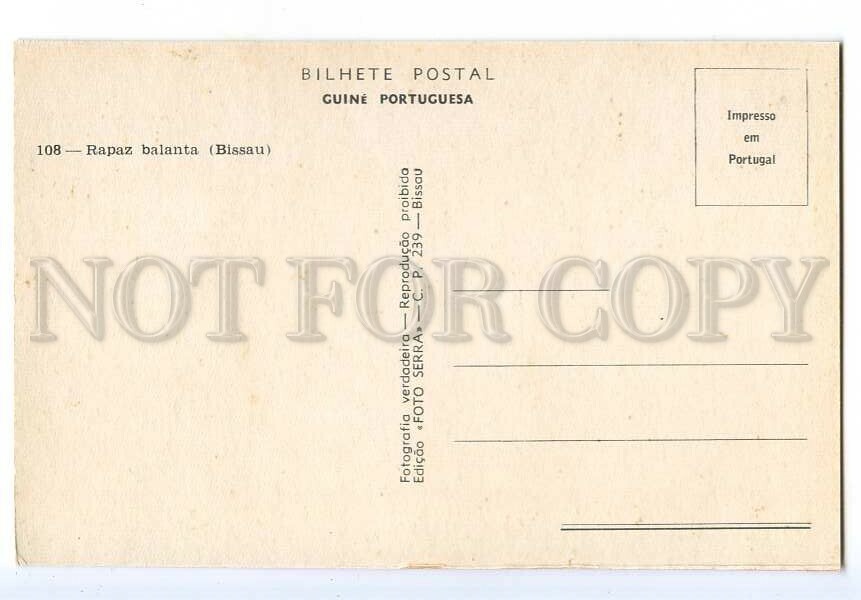 BILHETE POSTAL
GUINÉ PORTUGUESA
108 — Rapaz balanta (Bissau)
Impresso
em
Portugal
Fotografia verdadeira — Reprodução proibida
Edição «FOTO SERRA» — C. P. 239 — Bissau
NOT FOR COPY